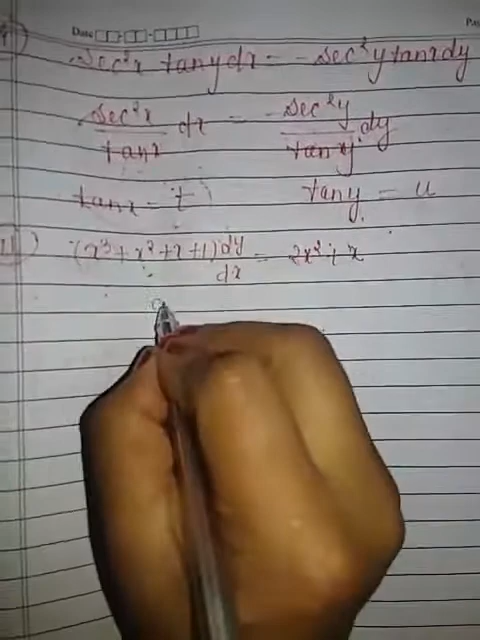 Date
Sec²x tany dx = - Sec²y tanx dy
Sec²x / tanx dx = - Sec²y / tany dy
tanx = t tany = u
11) (x³ + x² + x + 1) dy/dx = 2x² + x